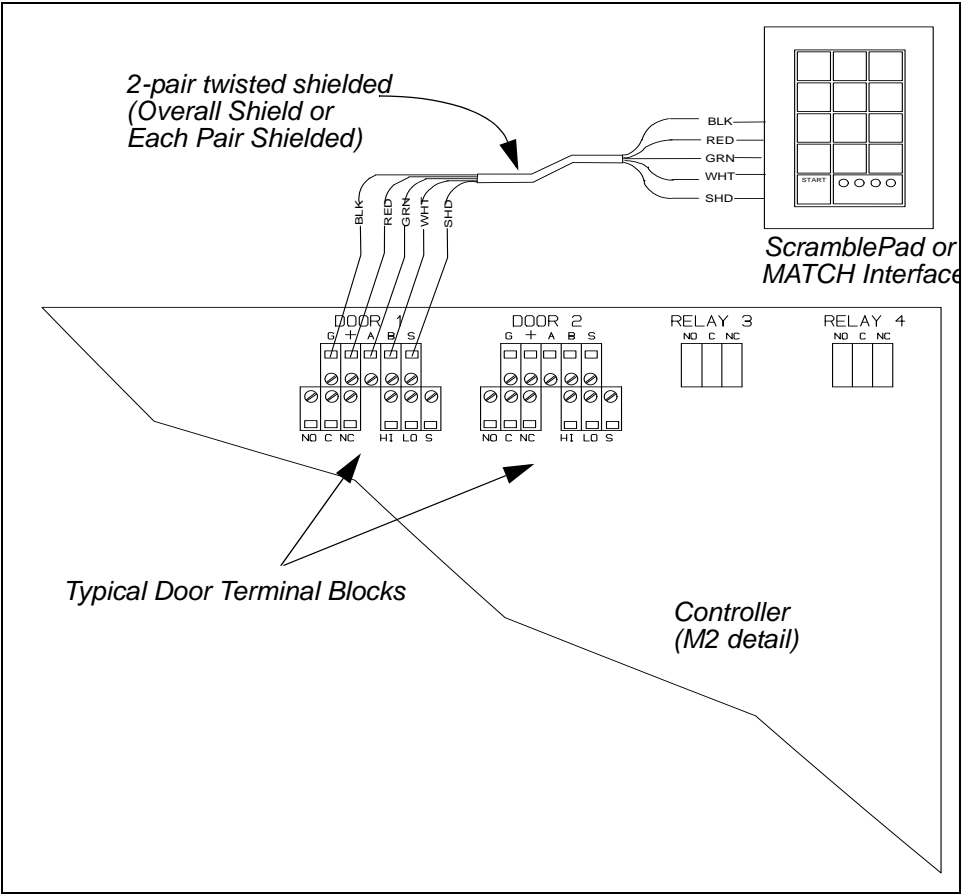 2-pair twisted shielded
(Overall Shield or
Each Pair Shielded)
BLK
RED
GRN
WHT
SHD
START
BLK
RED
GRN
WHT
SHD
ScramblePad or
MATCH Interface
DOOR 1
G + A B S
NO C NC HI LO S
DOOR 2
G + A B S
NO C NC HI LO S
RELAY 3
NO C NC
RELAY 4
NO C NC
Typical Door Terminal Blocks
Controller
(M2 detail)